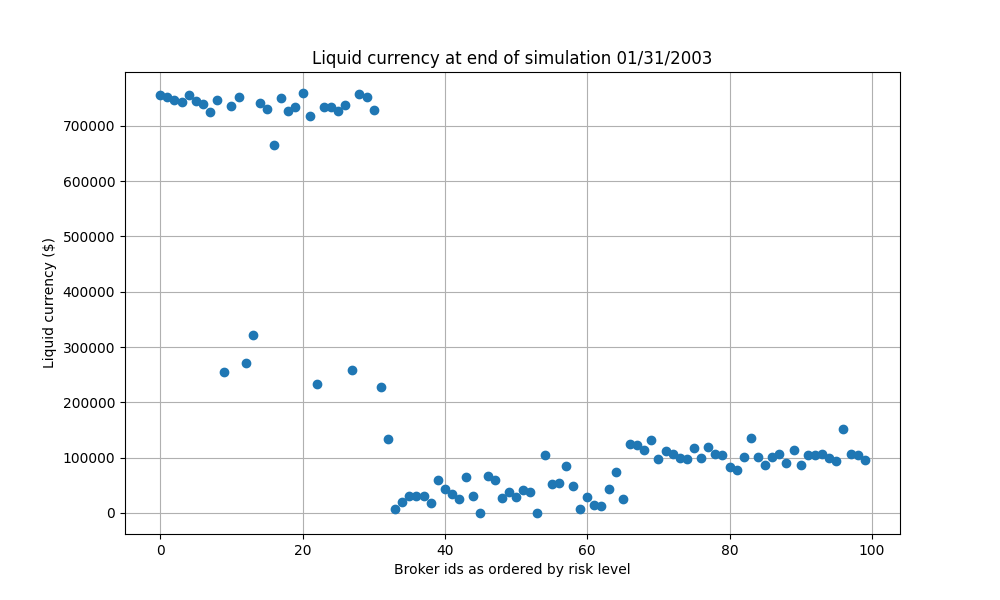 Liquid currency at end of simulation 01/31/2003
Liquid currency ($)
700000
600000
500000
400000
300000
200000
100000
0
0 20 40 60 80 100
Broker ids as ordered by risk level